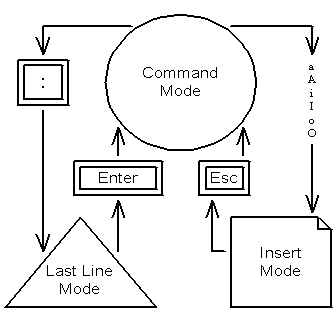 Command
Mode
:
a
A
i
I
o
O
Enter
Esc
Last Line
Mode
Insert
Mode